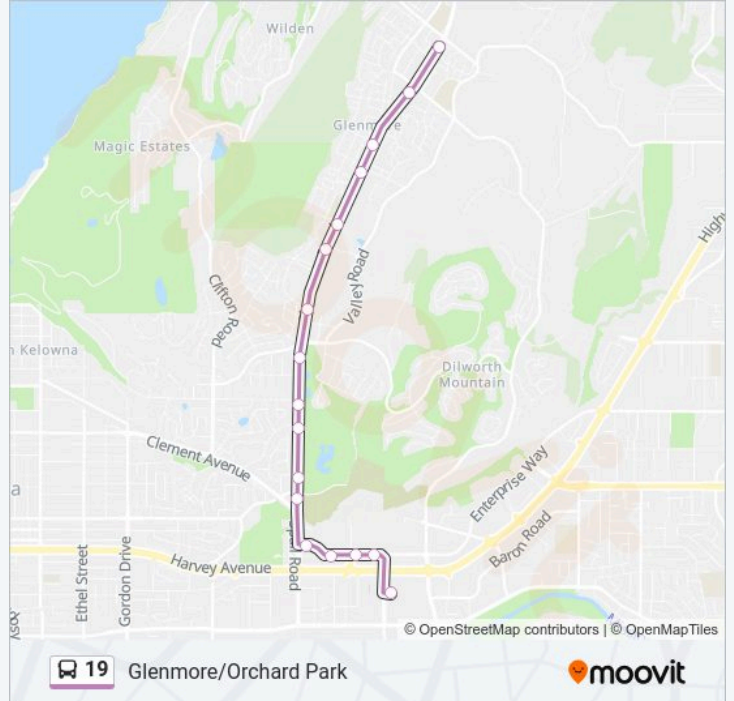 Wilden
Glenmore
Magic Estates
High
Valley Road
Clifton Road
n Kelowna
Dilworth
Mountain
Clement Avenue
Enterprise Way
a
Baron Road
Road
Harvey Avenue
Ethel Street
Gordon Drive
© OpenStreetMap contributors | © OpenMapTiles
19 Glenmore/Orchard Park
moovit